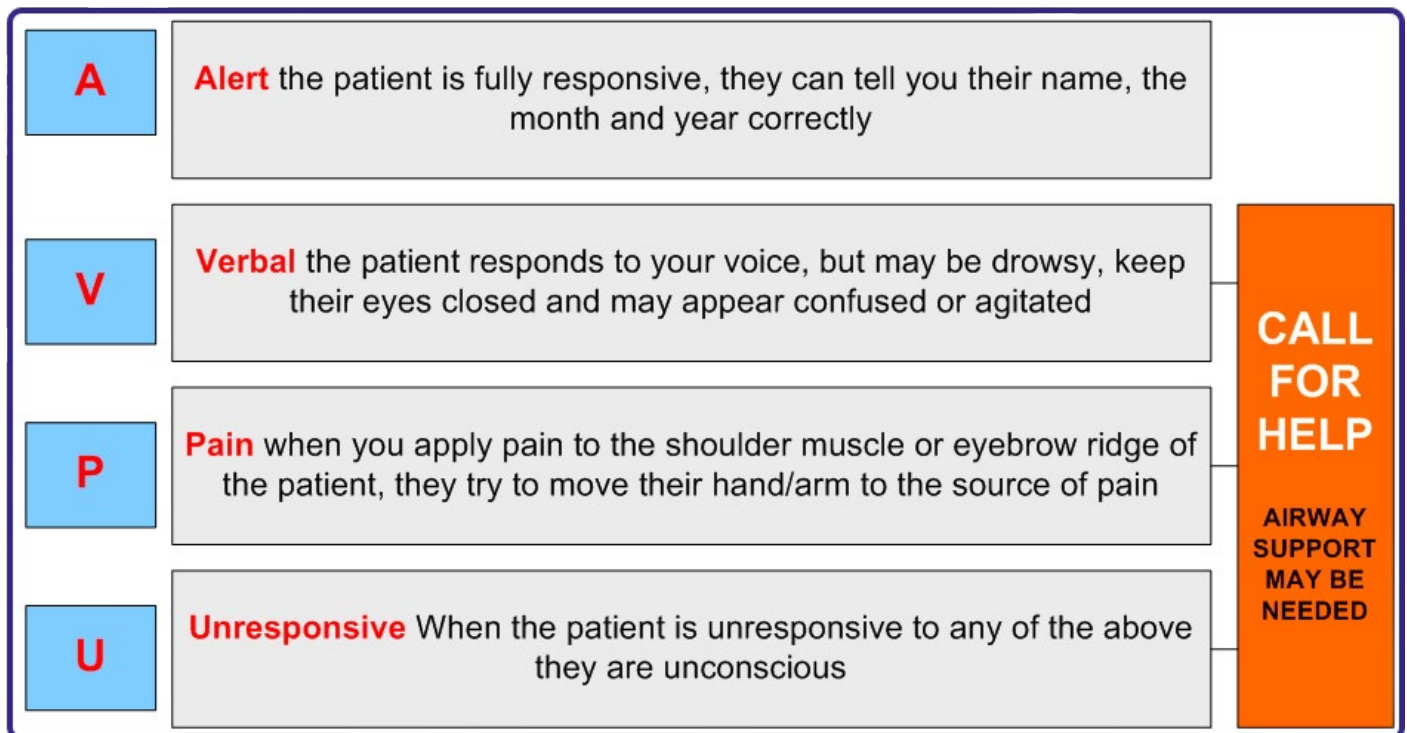 A
Alert the patient is fully responsive, they can tell you their name, the
month and year correctly
V
Verbal the patient responds to your voice, but may be drowsy, keep
their eyes closed and may appear confused or agitated
P
Pain when you apply pain to the shoulder muscle or eyebrow ridge of
the patient, they try to move their hand/arm to the source of pain
U
Unresponsive When the patient is unresponsive to any of the above
they are unconscious
CALL
FOR
HELP
AIRWAY
SUPPORT
MAY BE
NEEDED